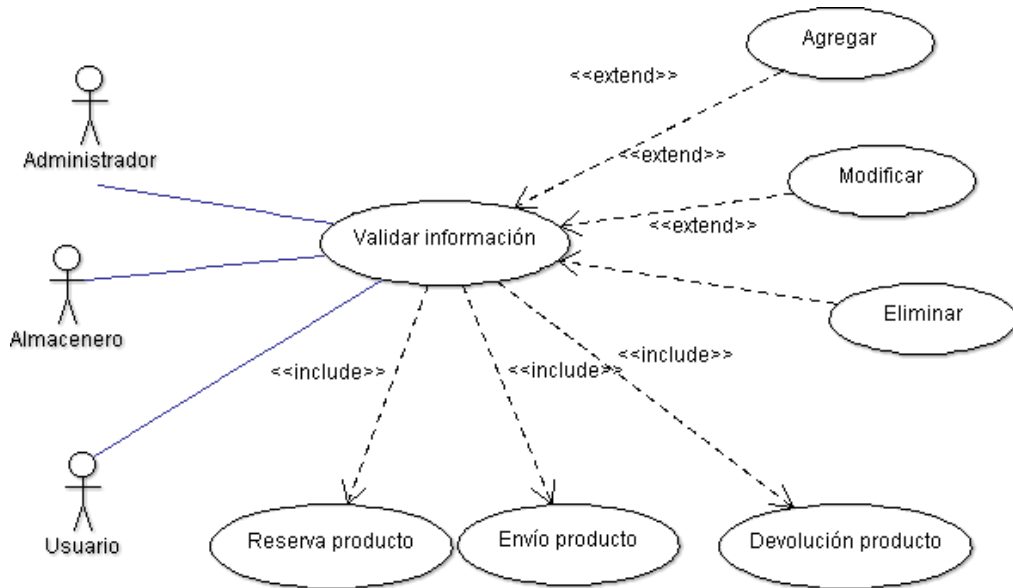 Agregar
<<extend>>
Administrador
<<extend>>
Modificar
<<extend>>
Validar información
Almacenero
Eliminar
<<include>>
<<include>>
<<include>>
Usuario
Reserva producto
Envío producto
Devolución producto